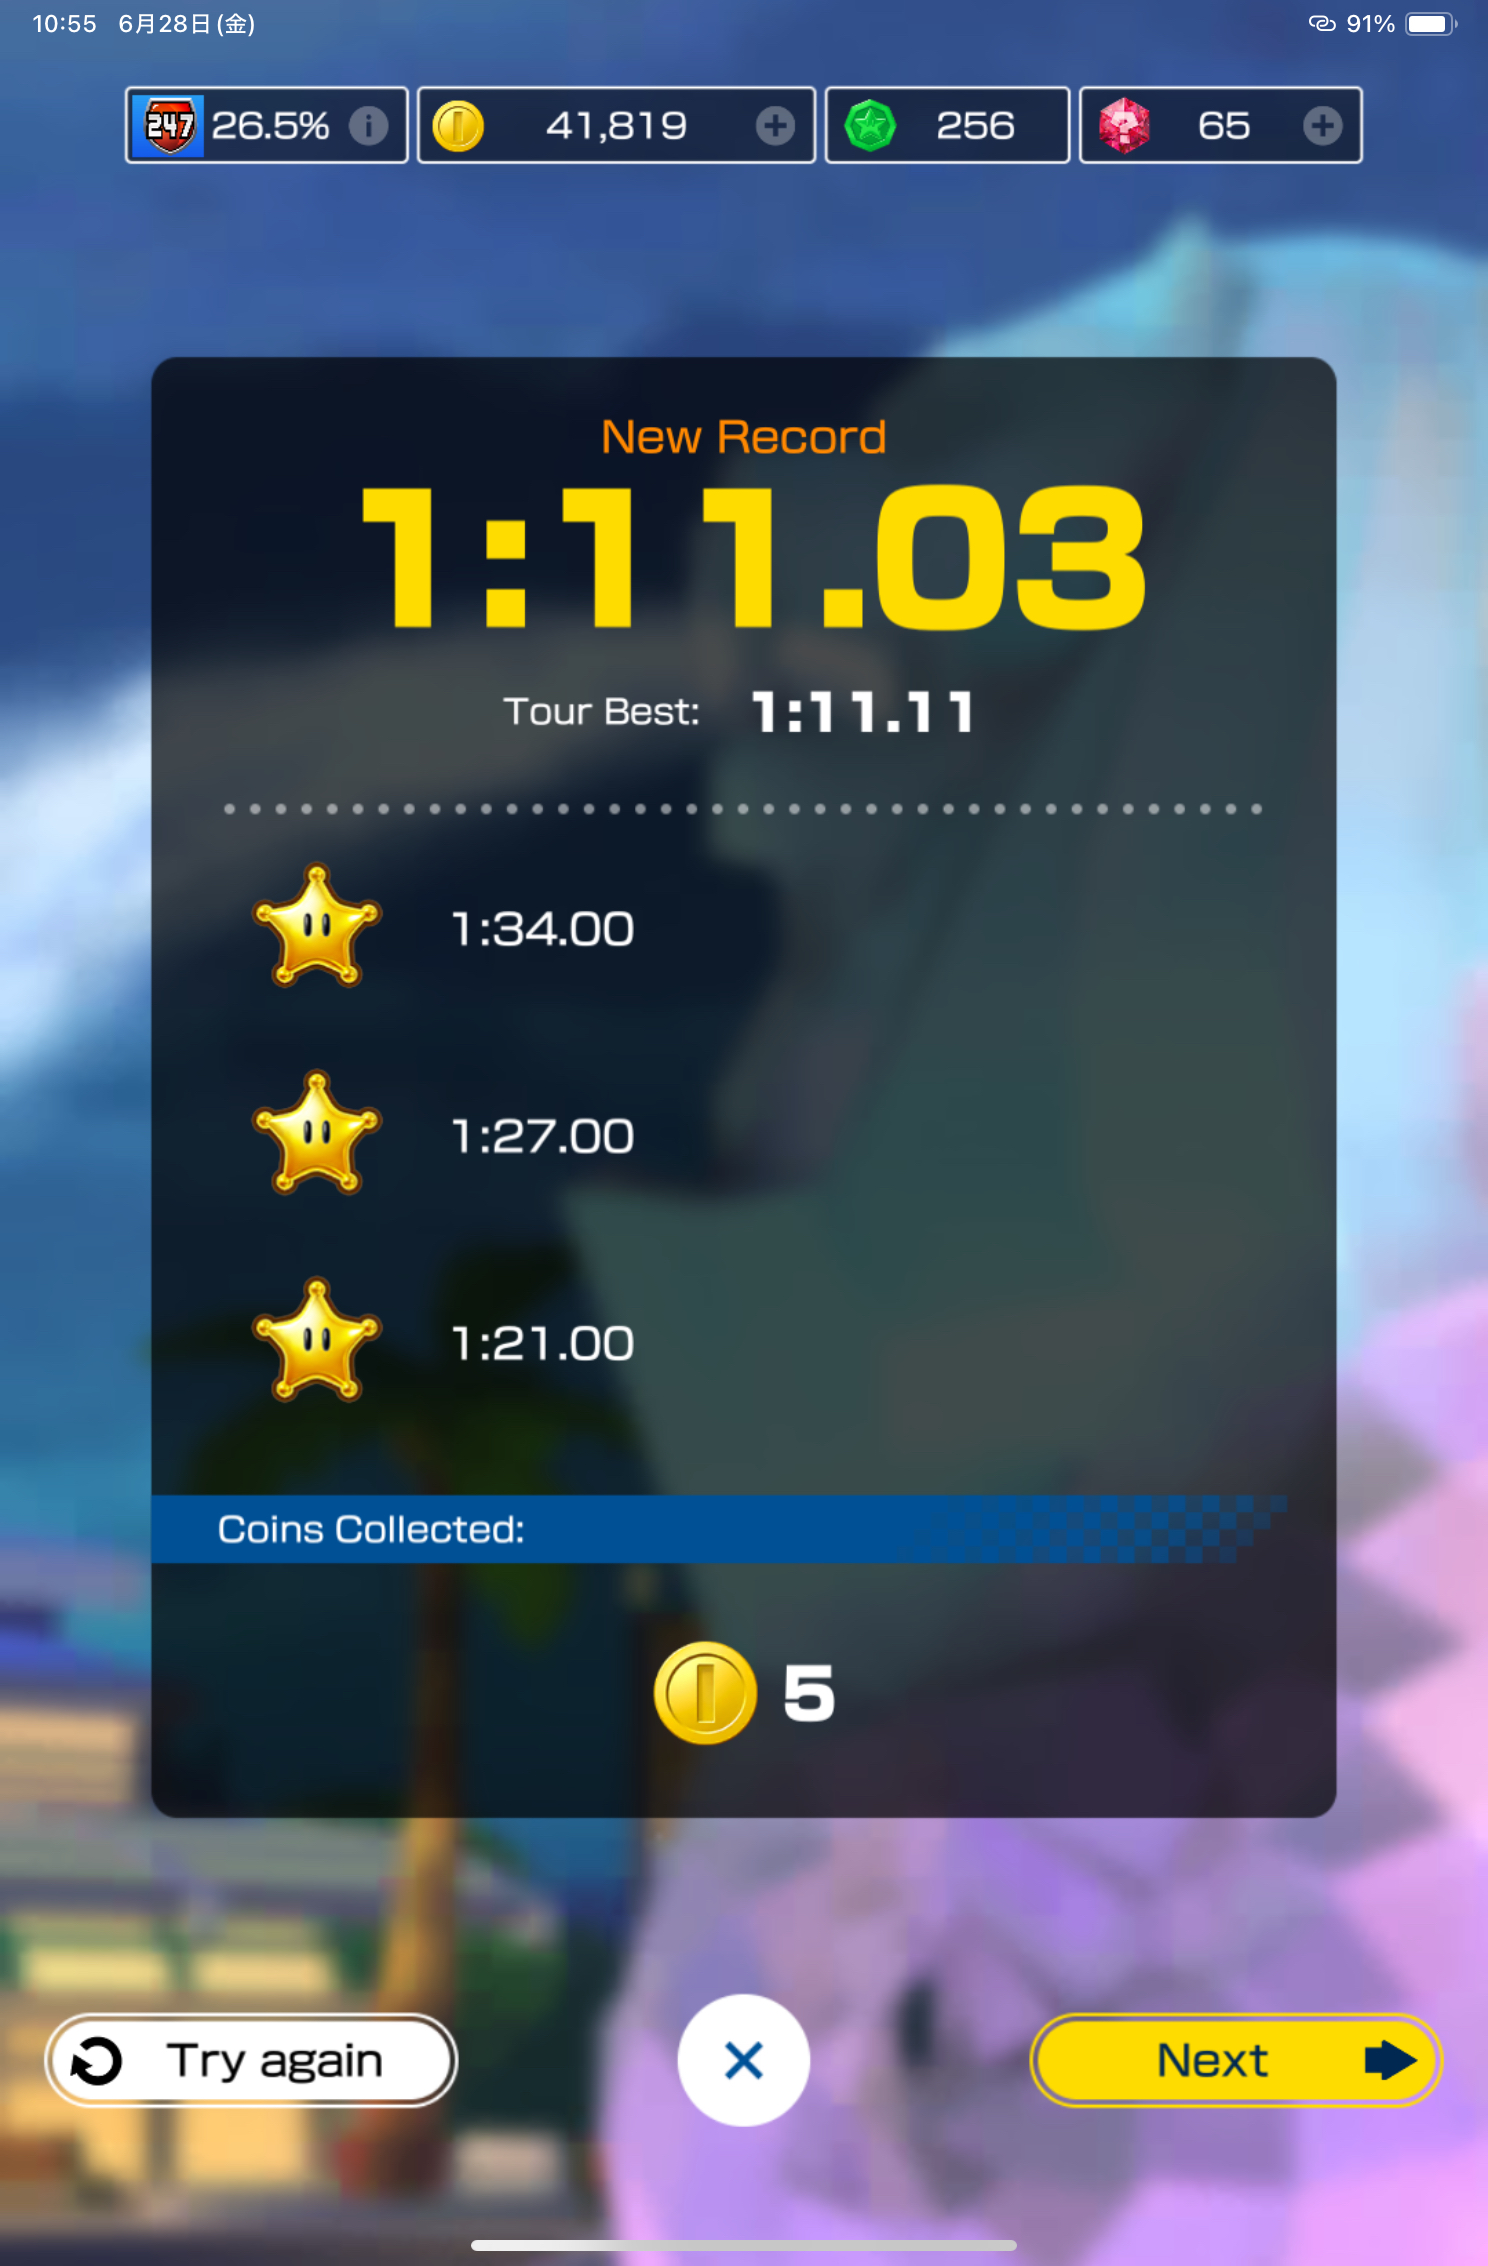 10:55 6月28日(金)
91%
247 26.5% i 41,819 + 256 ? 65 +
New Record
1:11.03
Tour Best: 1:11.11
1:34.00
1:27.00
1:21.00
Coins Collected:
5
Try again
Next